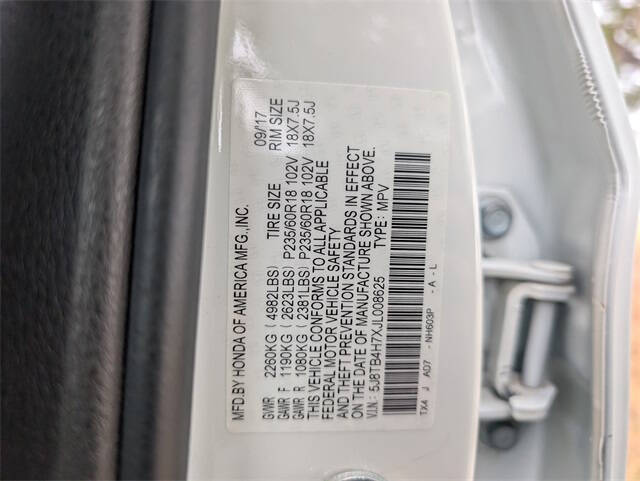 MFD.BY HONDA OF AMERICA MFG.,INC. 09/17
TIRE SIZE RIM SIZE
GVWR 2260KG (4982LBS)
GAWR F 1190KG (2623LBS) P235/60R18 102V 18X7.5J
GAWR R 1080KG (2381LBS) P235/60R18 102V 18X7.5J
THIS VEHICLE CONFORMS TO ALL APPLICABLE
FEDERAL MOTOR VEHICLE SAFETY
AND THEFT PREVENTION STANDARDS IN EFFECT
ON THE DATE OF MANUFACTURE SHOWN ABOVE.
V.I.N.: 5J8TB4H7XJL008625 TYPE: MPV
TX4 J AD7 -NH603P -A-L